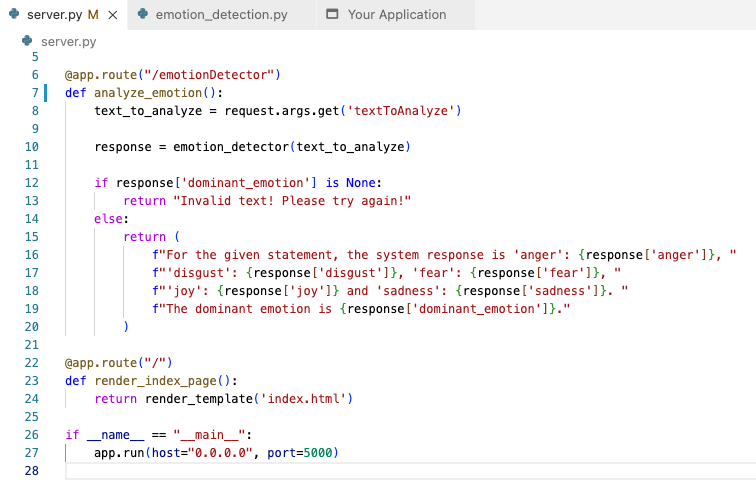 server.py M × emotion_detection.py Your Application
server.py
5
6 @app.route("/emotionDetector")
7 def analyze_emotion():
8     text_to_analyze = request.args.get('textToAnalyze')
9
10     response = emotion_detector(text_to_analyze)
11
12     if response['dominant_emotion'] is None:
13         return "Invalid text! Please try again!"
14     else:
15         return (
16             f"For the given statement, the system response is 'anger': {response['anger']}, "
17             f"'disgust': {response['disgust']}, 'fear': {response['fear']}, "
18             f"'joy': {response['joy']} and 'sadness': {response['sadness']}. "
19             f"The dominant emotion is {response['dominant_emotion']}."
20         )
21
22 @app.route("/")
23 def render_index_page():
24     return render_template('index.html')
25
26 if __name__ == "__main__":
27     app.run(host="0.0.0.0", port=5000)
28